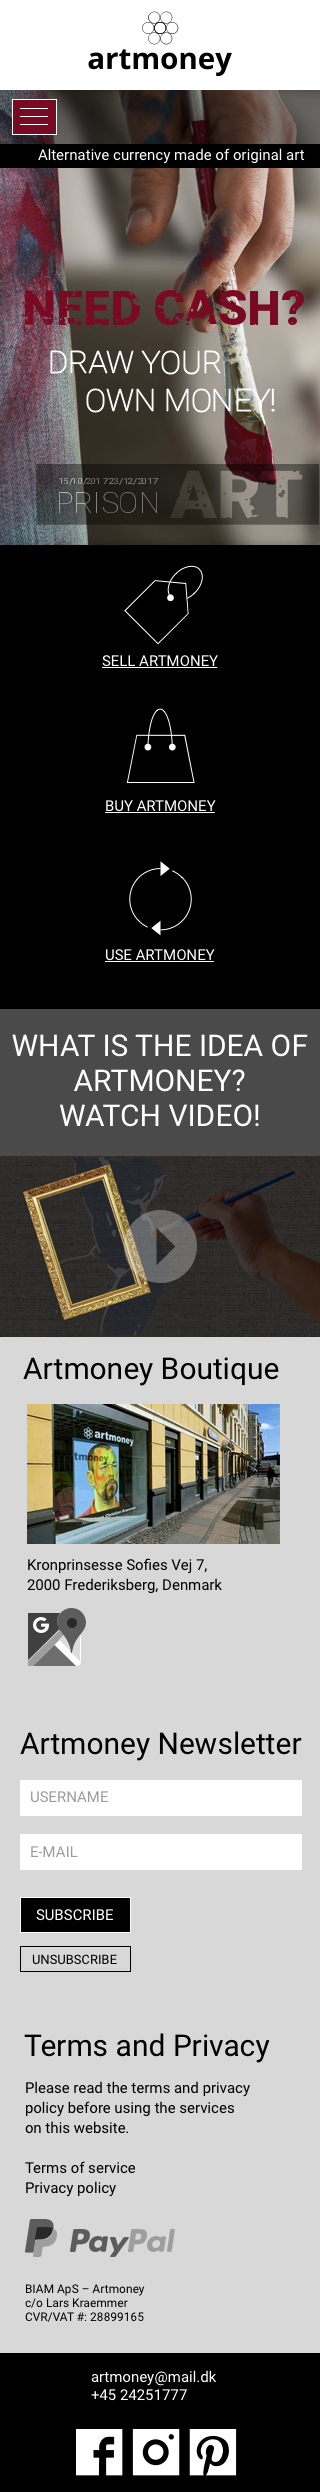 artmoney
Alternative currency made of original art
NEED CASH?
DRAW YOUR
OWN MONEY!
15/10/201 723/12/2017
PRISON ART
SELL ARTMONEY
BUY ARTMONEY
USE ARTMONEY
WHAT IS THE IDEA OF
ARTMONEY?
WATCH VIDEO!
Artmoney Boutique
artmoney
Kronprinsesse Sofies Vej 7,
2000 Frederiksberg, Denmark
G
Artmoney Newsletter
USERNAME
E-MAIL
SUBSCRIBE
UNSUBSCRIBE
Terms and Privacy
Please read the terms and privacy
policy before using the services
on this website.
Terms of service
Privacy policy
PayPal
BIAM ApS – Artmoney
c/o Lars Kraemmer
CVR/VAT #: 28899165
artmoney@mail.dk
+45 24251777